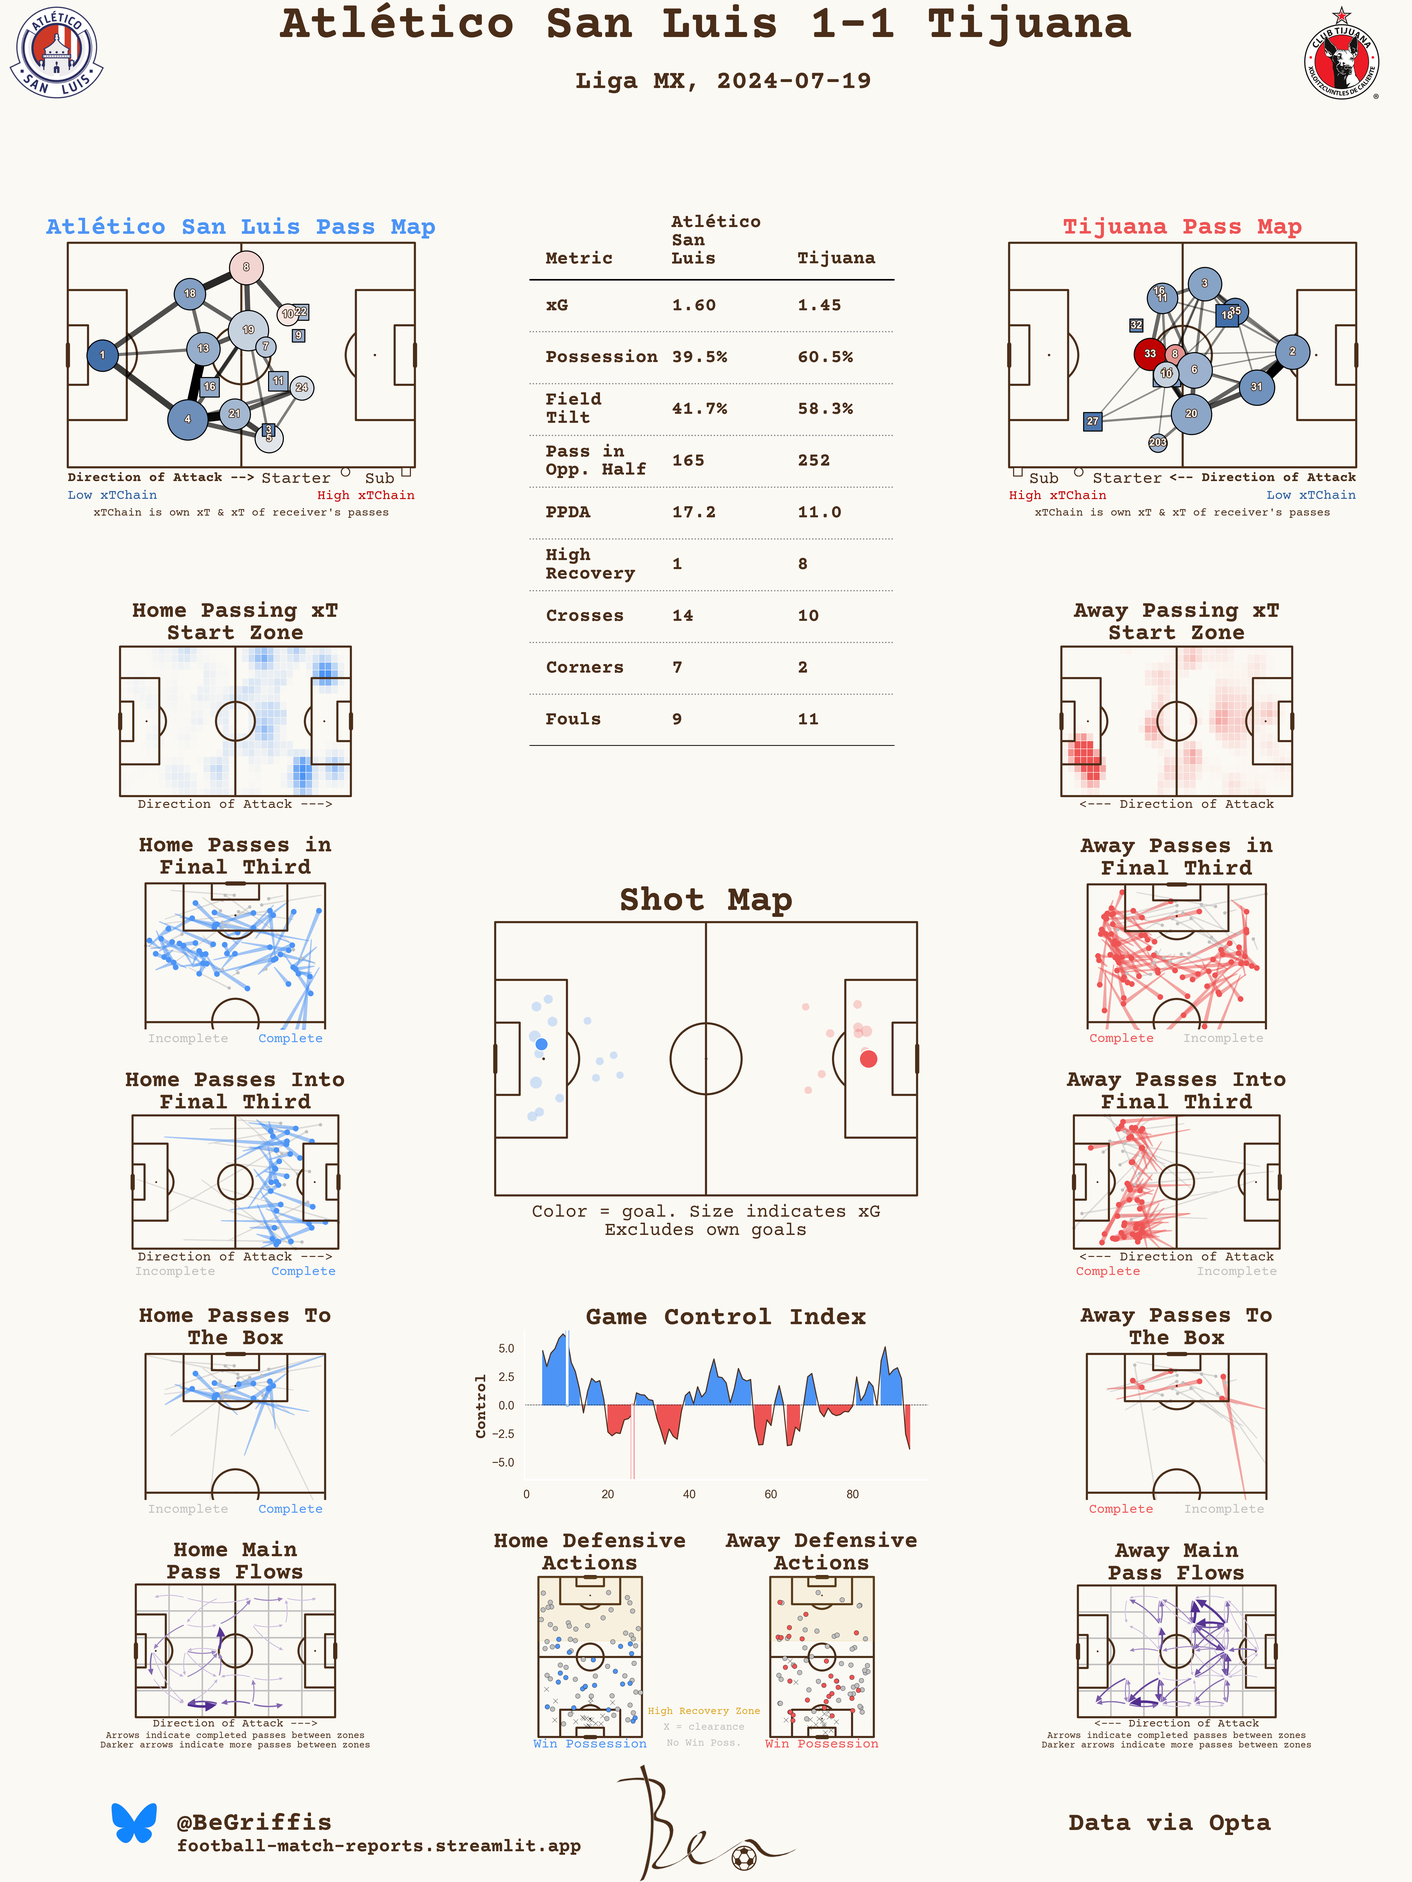 Atlético San Luis 1-1 Tijuana
Liga MX, 2024-07-19
ATLÉTICO
SAN LUIS
CLUB TIJUANA
XOLOITZCUINTLES DE CALIENTE
®
Atlético San Luis Pass Map
8
18
10
22
19
9
13
7
1
16
11
24
4
21
3
5
Direction of Attack --> Starter Sub
Low xTChain High xTChain
xTChain is own xT & xT of receiver's passes
Metric Atlético San Luis Tijuana
xG 1.60 1.45
Possession 39.5% 60.5%
Field Tilt 41.7% 58.3%
Pass in Opp. Half 165 252
PPDA 17.2 11.0
High Recovery 1 8
Crosses 14 10
Corners 7 2
Fouls 9 11
Tijuana Pass Map
3
11
18
32
33
8
2
6
10
31
27
20
203
Sub Starter <-- Direction of Attack
High xTChain Low xTChain
xTChain is own xT & xT of receiver's passes
Home Passing xT
Start Zone
Direction of Attack --->
Away Passing xT
Start Zone
<--- Direction of Attack
Home Passes in
Final Third
Incomplete Complete
Away Passes in
Final Third
Complete Incomplete
Shot Map
Color = goal. Size indicates xG
Excludes own goals
Home Passes Into
Final Third
Direction of Attack --->
Incomplete Complete
Away Passes Into
Final Third
<--- Direction of Attack
Complete Incomplete
Home Passes To
The Box
Incomplete Complete
Game Control Index
Control
5.0
2.5
0.0
−2.5
−5.0
0 20 40 60 80
Away Passes To
The Box
Complete Incomplete
Home Main
Pass Flows
Direction of Attack --->
Arrows indicate completed passes between zones
Darker arrows indicate more passes between zones
Home Defensive
Actions
Win Possession
High Recovery Zone
X = clearance
No Win Poss.
Away Defensive
Actions
Win Possession
Away Main
Pass Flows
<--- Direction of Attack
Arrows indicate completed passes between zones
Darker arrows indicate more passes between zones
@BeGriffis
football-match-reports.streamlit.app
Ben
Data via Opta